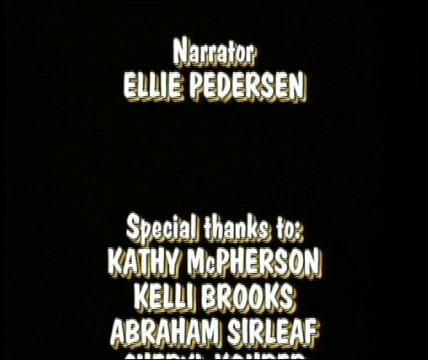 Narrator
ELLIE PEDERSEN
Special thanks to:
KATHY McPHERSON
KELLI BROOKS
ABRAHAM SIRLEAF